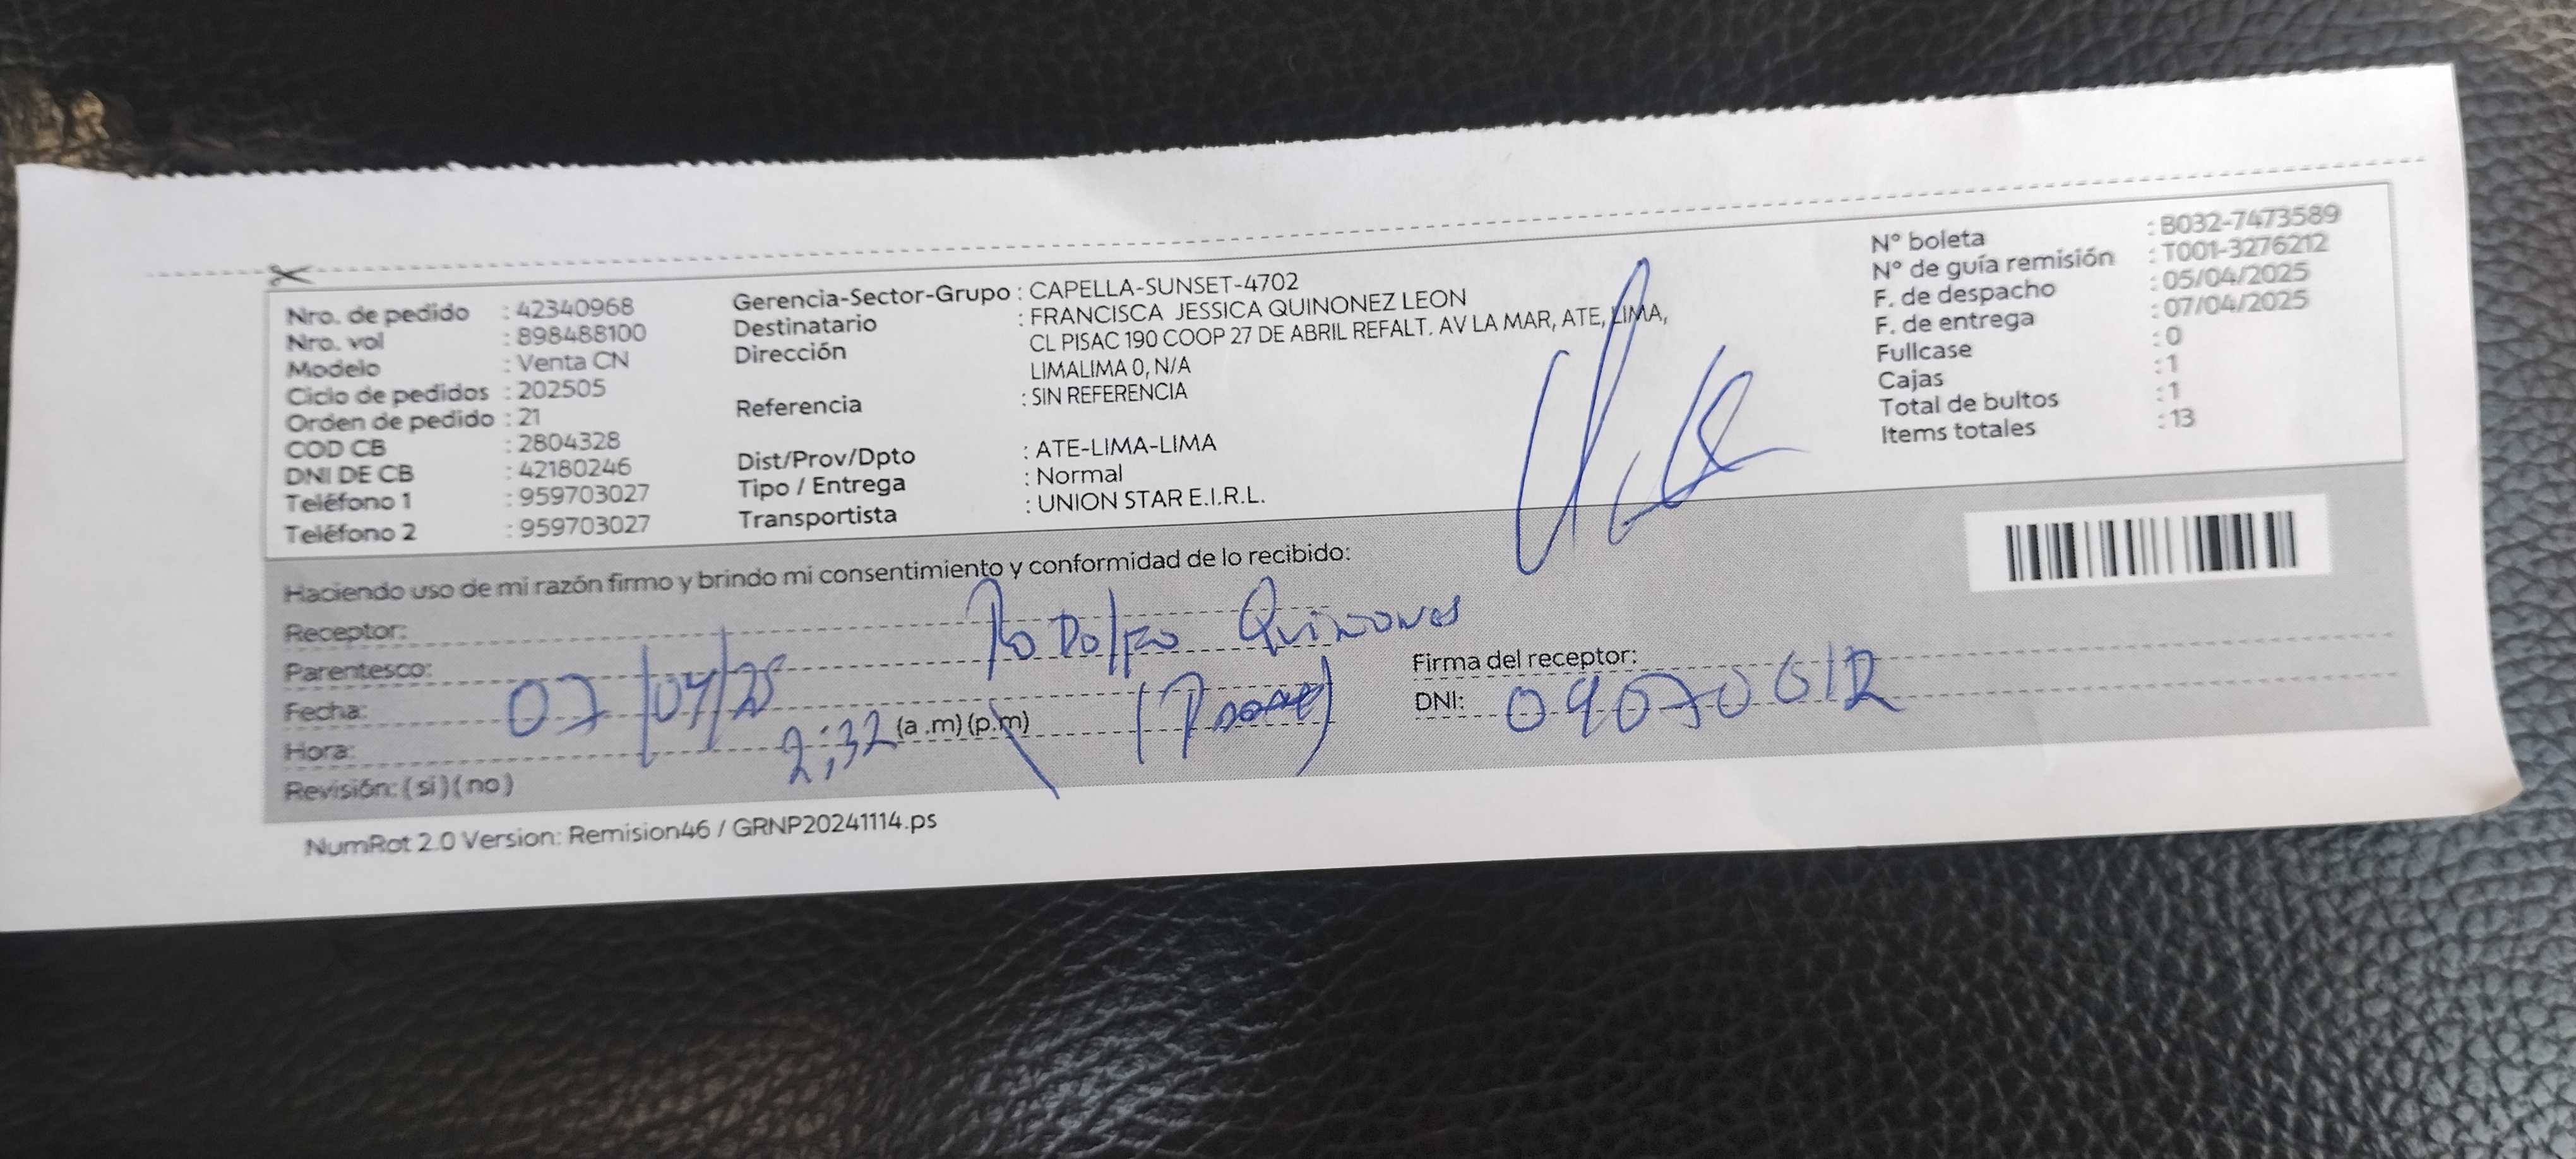 Nro. de pedido : 42340968
Nro. vol : 898488100
Modelo : Venta CN
Ciclo de pedidos : 202505
Orden de pedido : 21
COD CB : 2804328
DNI DE CB : 42180246
Teléfono 1 : 959703027
Teléfono 2 : 959703027
Gerencia-Sector-Grupo : CAPELLA-SUNSET-4702
Destinatario : FRANCISCA JESSICA QUINONEZ LEON
Dirección CL PISAC 190 COOP 27 DE ABRIL REFALT. AV LA MAR, ATE, LIMA,
LIMALIMA 0, N/A
Referencia : SIN REFERENCIA
Dist/Prov/Dpto : ATE-LIMA-LIMA
Tipo / Entrega : Normal
Transportista : UNION STAR E.I.R.L.
N° boleta : B032-7473589
N° de guía remisión : T001-3276212
F. de despacho : 05/04/2025
F. de entrega : 07/04/2025
Fullcase : 0
Cajas : 1
Total de bultos : 1
Items totales : 13
Haciendo uso de mi razón firmo y brindo mi consentimiento y conformidad de lo recibido:
Receptor: Rodolfo Quinones
Parentesco:
Fecha: 07/04/25
Hora: 2:32 (a .m) (p.m)
Revisión: ( si ) ( no )
Firma del receptor:
DNI: 09070612
NumRot 2.0 Version: Remision46 / GRNP20241114.ps